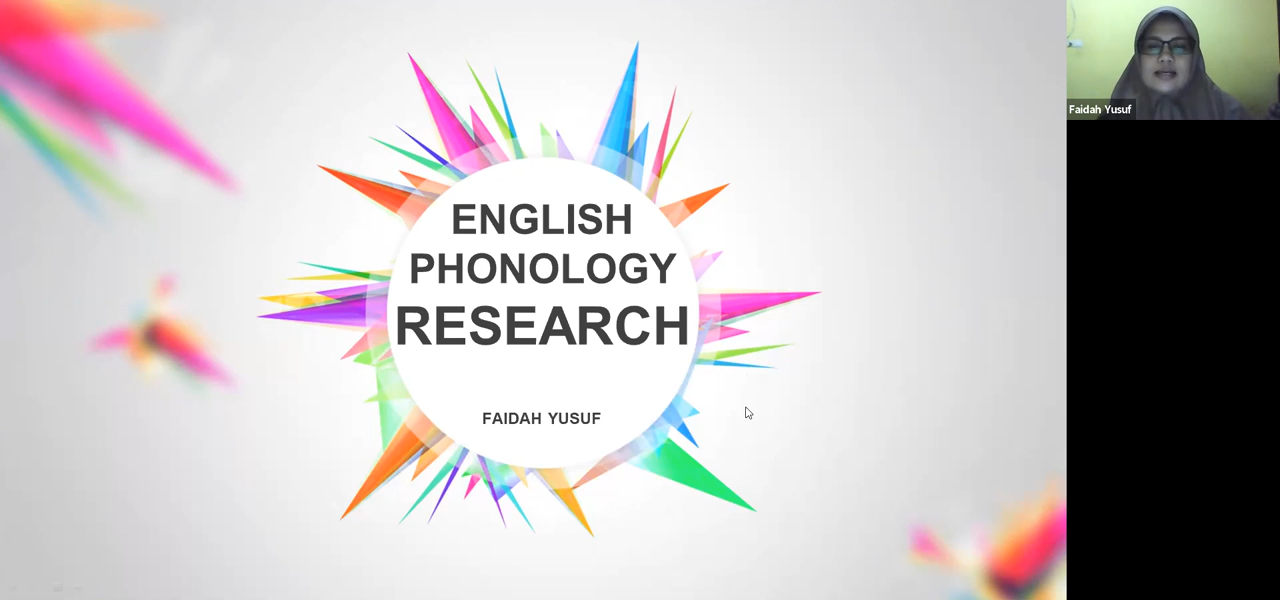 ENGLISH
PHONOLOGY
RESEARCH
FAIDAH YUSUF
Faidah Yusuf